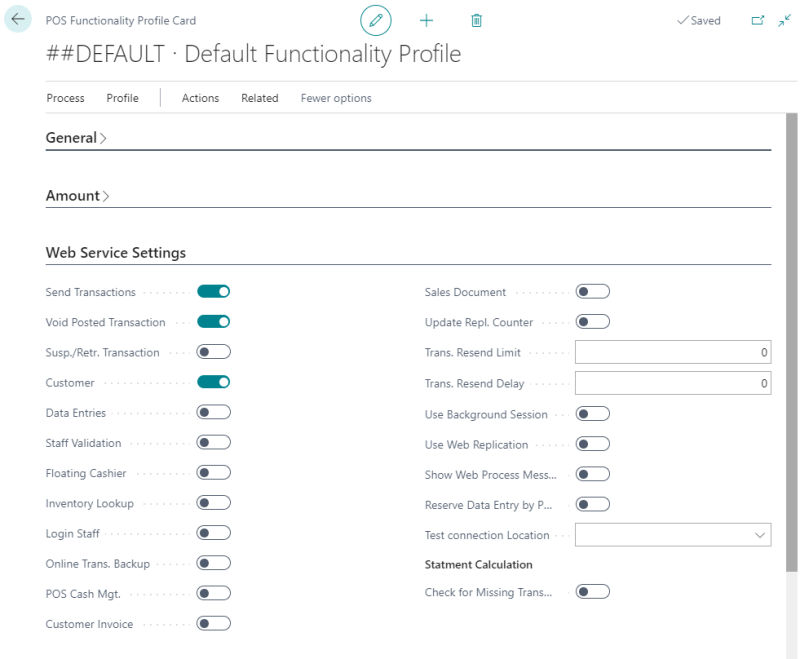 POS Functionality Profile Card
Saved
##DEFAULT · Default Functionality Profile
Process Profile Actions Related Fewer options
General
Amount
Web Service Settings
Send Transactions
Void Posted Transaction
Susp./Retr. Transaction
Customer
Data Entries
Staff Validation
Floating Cashier
Inventory Lookup
Login Staff
Online Trans. Backup
POS Cash Mgt.
Customer Invoice
Sales Document
Update Repl. Counter
Trans. Resend Limit 0
Trans. Resend Delay 0
Use Background Session
Use Web Replication
Show Web Process Mess...
Reserve Data Entry by P...
Test connection Location
Statment Calculation
Check for Missing Trans...